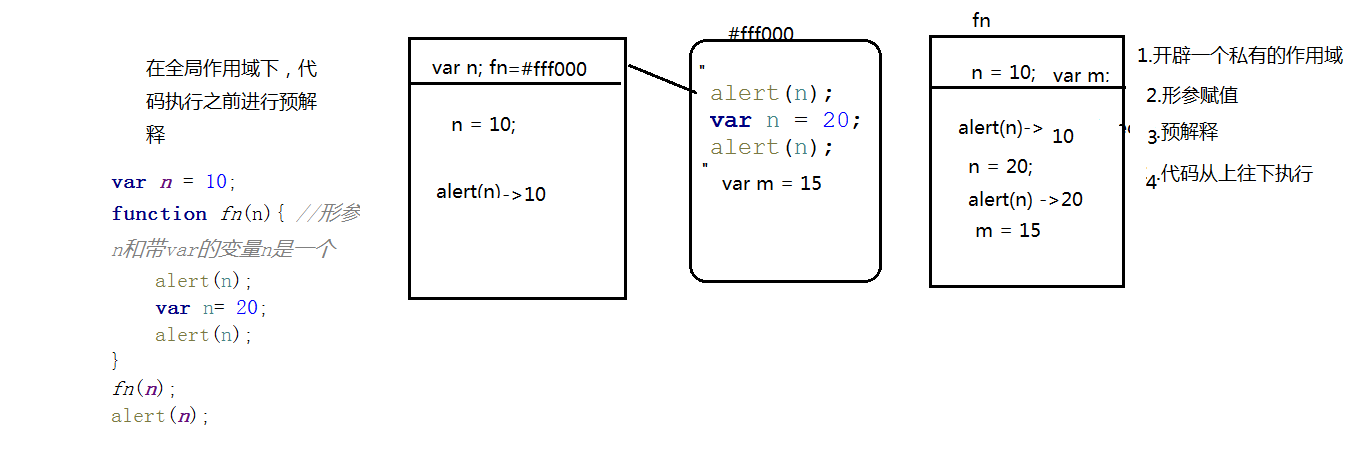 在全局作用域下，代
码执行之前进行预解
释
var n = 10;
function fn(n){ //形参
n和带var的变量n是一个
alert(n);
var n= 20;
alert(n);
}
fn(n);
alert(n);
var n; fn=#fff000
n = 10;
alert(n)->10
#fff000
"
alert(n);
var n = 20;
alert(n);
"
var m = 15
fn
n = 10; var m:
alert(n)-> 10
n = 20;
alert(n) ->20
m = 15
1.开辟一个私有的作用域
2.形参赋值
3.预解释
4.代码从上往下执行